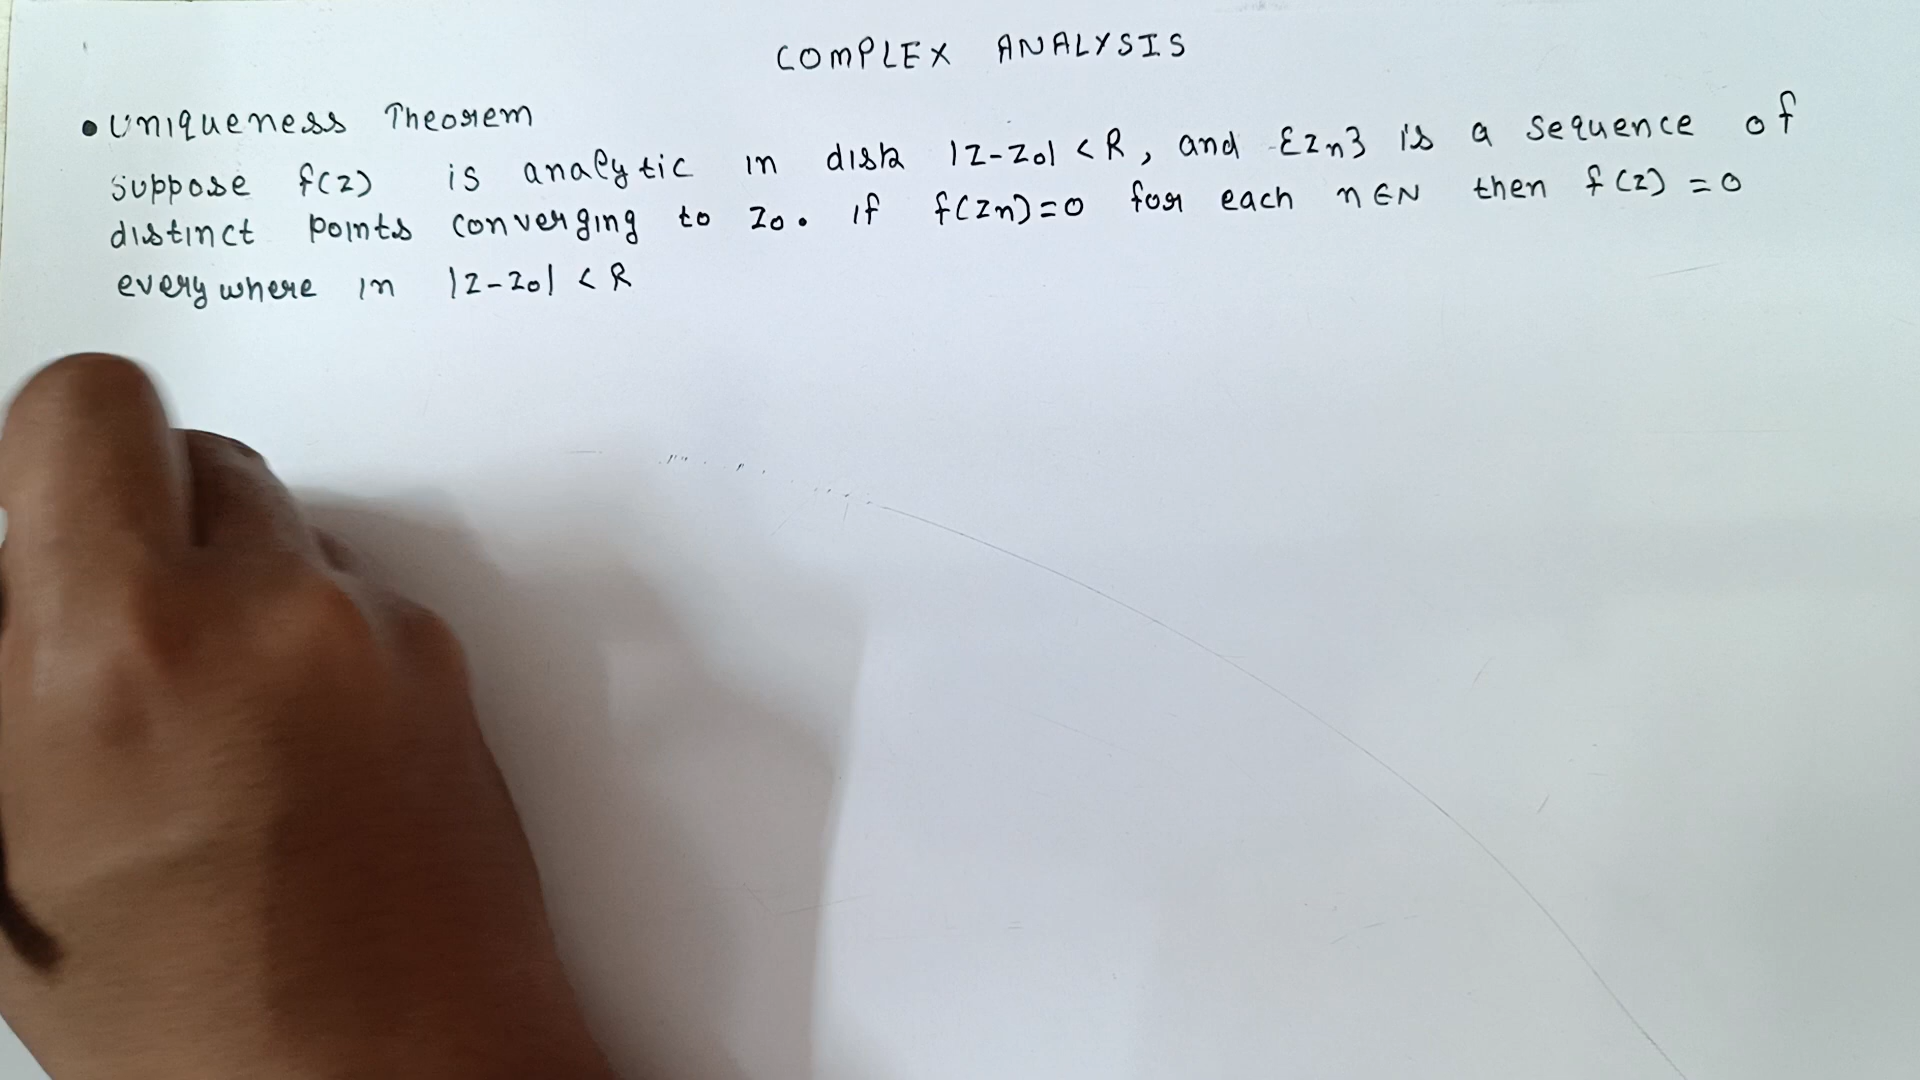 COMPLEX ANALYSIS
• Uniqueness Theorem
suppose f(z) is analytic in disk |z-z₀| < R, and {zn} is a sequence of
distinct points converging to z₀. If f(zn)=0 for each n∈N then f(z)=0
everywhere in |z-z₀| < R